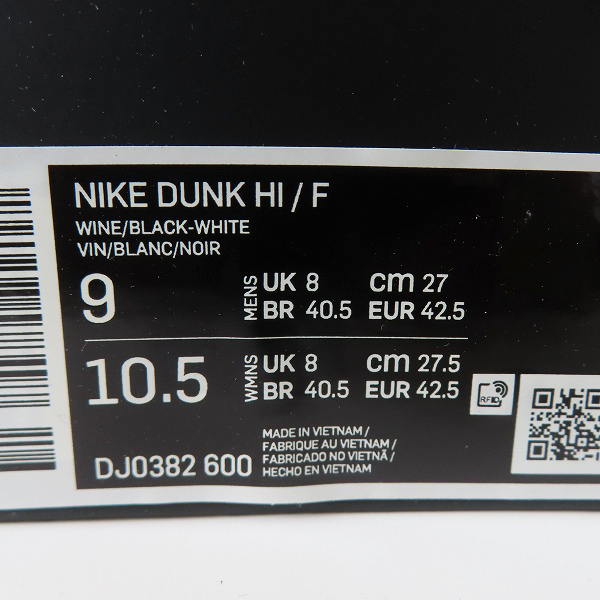 NIKE DUNK HI / F
WINE/BLACK-WHITE
VIN/BLANC/NOIR
9 MENS UK 8 cm 27
BR 40.5 EUR 42.5
10.5 WMNS UK 8 cm 27.5
BR 40.5 EUR 42.5
RFID
DJ0382 600
MADE IN VIETNAM /
FABRIQUE AU VIETNAM /
FABRICADO NO VIETNÃ /
HECHO EN VIETNAM